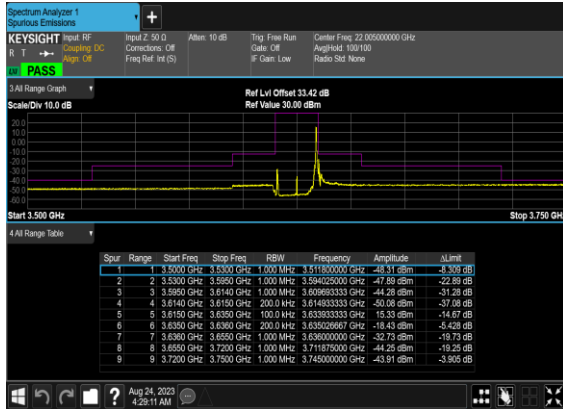 Spectrum Analyzer 1
Spurious Emissions
+
KEYSIGHT Input: RF Input Z: 50 Ω Atten: 10 dB Trig: Free Run Center Freq: 22.005000000 GHz
R T Coupling: DC Corrections: Off Gate: Off Avg|Hold: 100/100
Align: Off Freq Ref: Int (S) IF Gain: Low Radio Std: None
PASS
3 All Range Graph
Ref Lvl Offset 33.42 dB
Scale/Div 10.0 dB Ref Value 30.00 dBm
20.0
10.0
0.00
-10.0
-20.0
-30.0
-40.0
-50.0
-60.0
Start 3.500 GHz Stop 3.750 GHz
4 All Range Table
Spur Range Start Freq Stop Freq RBW Frequency Amplitude ΔLimit
1 1 3.5000 GHz 3.5300 GHz 1.000 MHz 3.511800000 GHz -48.31 dBm -8.309 dB
2 2 3.5300 GHz 3.5950 GHz 1.000 MHz 3.594025000 GHz -47.89 dBm -22.89 dB
3 3 3.5950 GHz 3.6140 GHz 1.000 MHz 3.609693333 GHz -44.28 dBm -31.28 dB
4 4 3.6140 GHz 3.6150 GHz 200.0 kHz 3.614933333 GHz -50.08 dBm -37.08 dB
5 5 3.6150 GHz 3.6350 GHz 100.0 kHz 3.633933333 GHz 15.33 dBm -14.67 dB
6 6 3.6350 GHz 3.6360 GHz 200.0 kHz 3.635026667 GHz -18.43 dBm -5.428 dB
7 7 3.6360 GHz 3.6550 GHz 1.000 MHz 3.636000000 GHz -32.73 dBm -19.73 dB
8 8 3.6550 GHz 3.7200 GHz 1.000 MHz 3.711875000 GHz -44.25 dBm -19.25 dB
9 9 3.7200 GHz 3.7500 GHz 1.000 MHz 3.745000000 GHz -43.91 dBm -3.905 dB
? Aug 24, 2023
4:29:11 AM